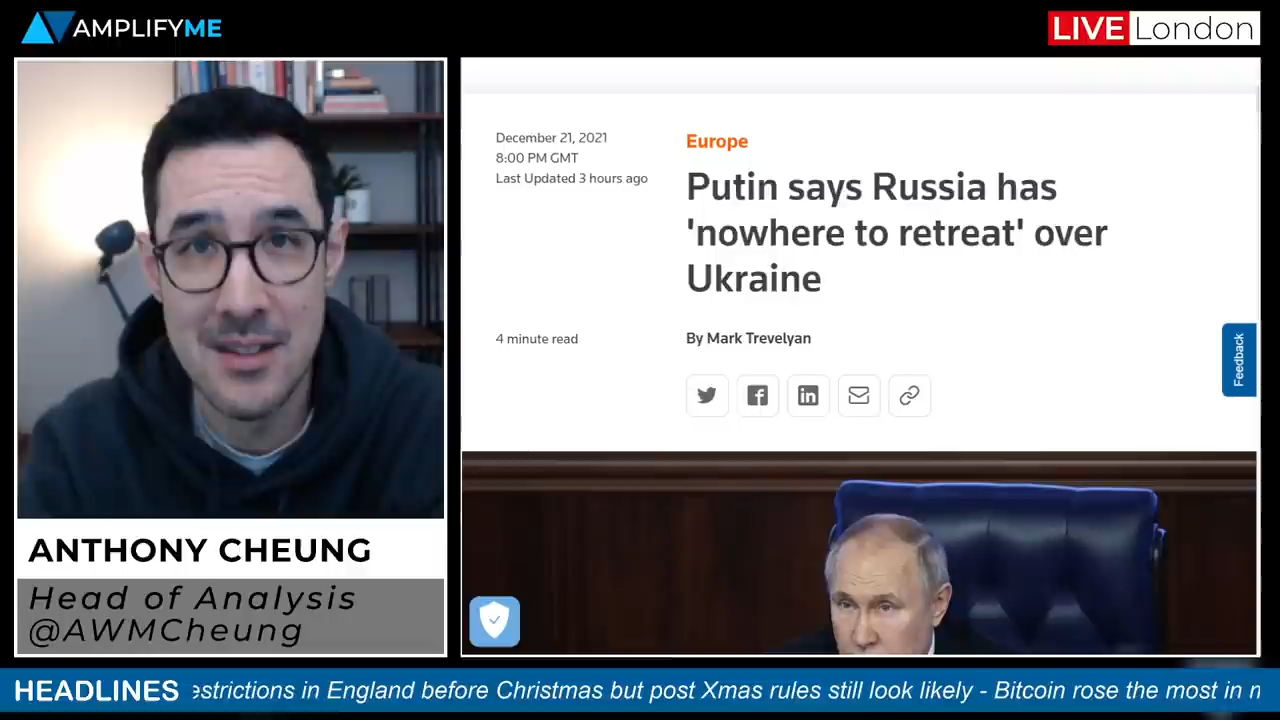 AMPLIFYME
LIVE London
December 21, 2021
8:00 PM GMT
Last Updated 3 hours ago
Europe
Putin says Russia has
'nowhere to retreat' over
Ukraine
4 minute read
By Mark Trevelyan
Feedback
ANTHONY CHEUNG
Head of Analysis
@AWMCheung
HEADLINES estrictions in England before Christmas but post Xmas rules still look likely - Bitcoin rose the most in